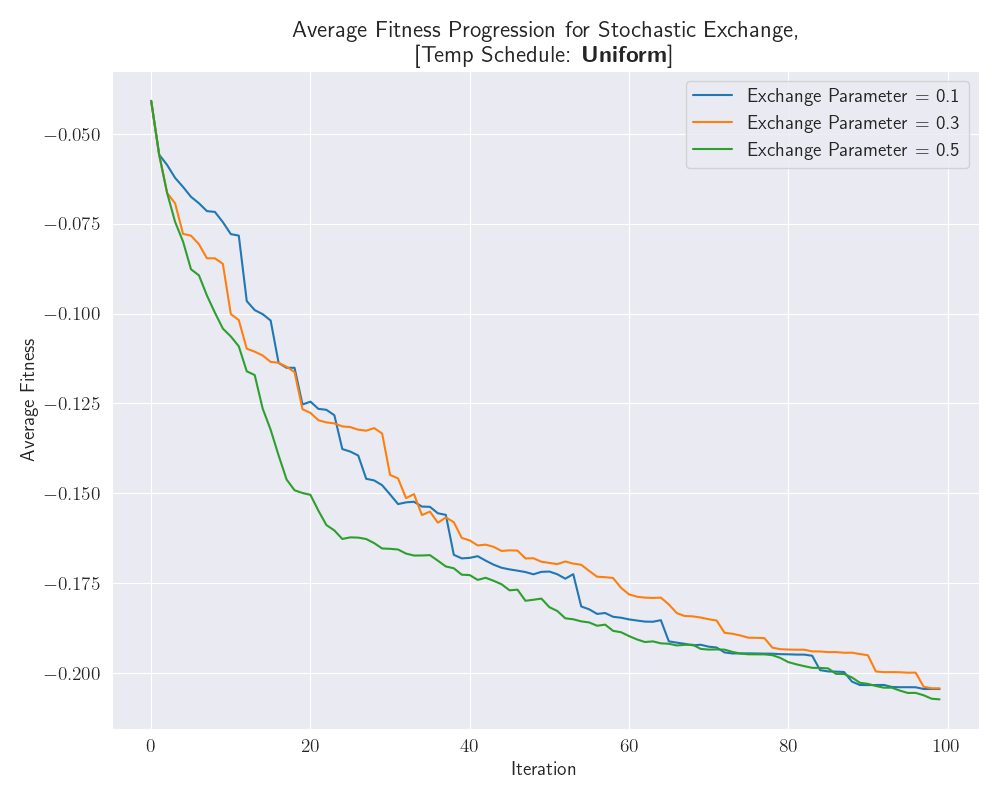 Average Fitness Progression for Stochastic Exchange,
[Temp Schedule: Uniform]
Exchange Parameter = 0.1
Exchange Parameter = 0.3
Exchange Parameter = 0.5
Average Fitness
−0.050
−0.075
−0.100
−0.125
−0.150
−0.175
−0.200
0 20 40 60 80 100
Iteration